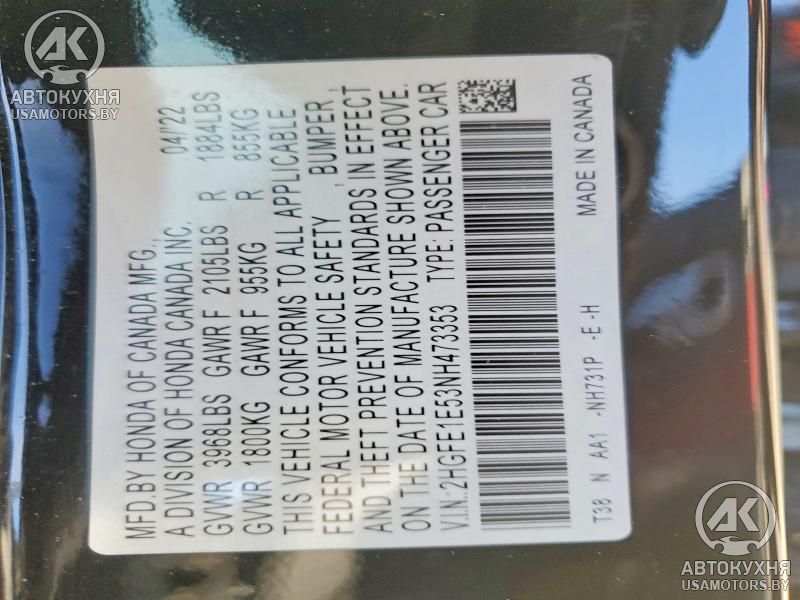 MFD.BY HONDA OF CANADA MFG.,
A DIVISION OF HONDA CANADA INC. 04/'22
GVWR 3968LBS GAWR F 2105LBS R 1884LBS
GVWR 1800KG GAWR F 955KG R 855KG
THIS VEHICLE CONFORMS TO ALL APPLICABLE
FEDERAL MOTOR VEHICLE SAFETY , BUMPER ,
AND THEFT PREVENTION STANDARDS IN EFFECT
ON THE DATE OF MANUFACTURE SHOWN ABOVE.
V.I.N.:2HGFE1E53NH473353 TYPE: PASSENGER CAR
T38 N AA1 -NH731P -E -H MADE IN CANADA
AK
АВТОКУХНЯ
USAMOTORS.BY
AK
АВТОКУХНЯ
USAMOTORS.BY